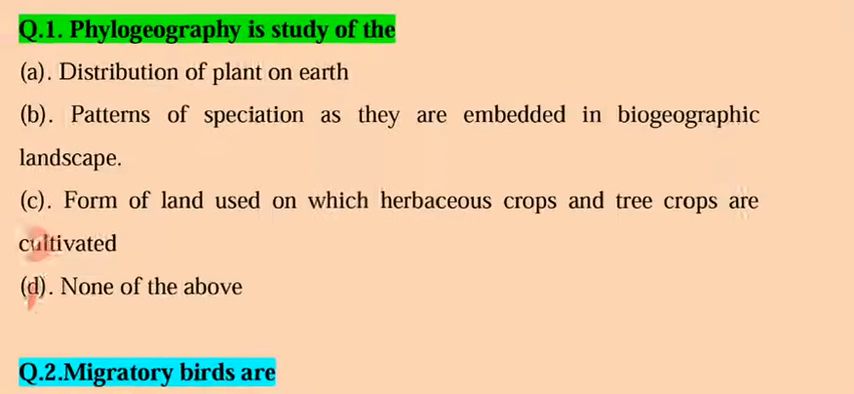 Q.1. Phylogeography is study of the
(a). Distribution of plant on earth
(b). Patterns of speciation as they are embedded in biogeographic
landscape.
(c). Form of land used on which herbaceous crops and tree crops are
cultivated
(d). None of the above
Q.2.Migratory birds are